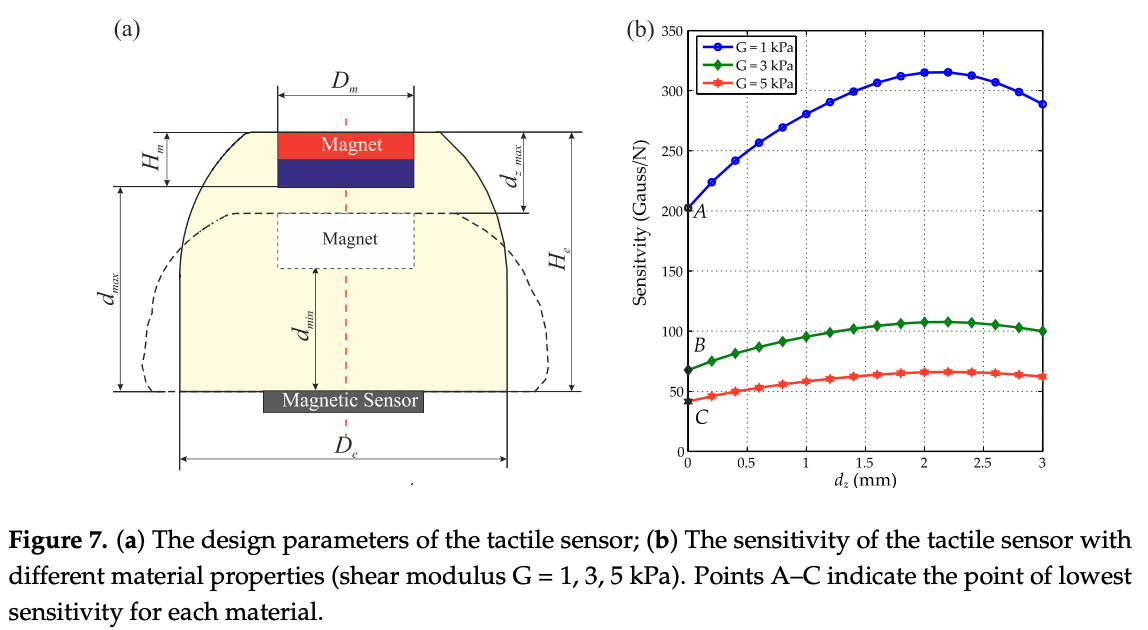 (a)
D_m
H_m
Magnet
d_z max
Magnet
H_e
d_max
d_min
Magnetic Sensor
D_e
(b)
350
300
250
200
150
100
50
0
Sensitvity (Gauss/N)
G = 1 kPa
G = 3 kPa
G = 5 kPa
A
B
C
0 0.5 1 1.5 2 2.5 3
d_z (mm)
Figure 7. (a) The design parameters of the tactile sensor; (b) The sensitivity of the tactile sensor with
different material properties (shear modulus G = 1, 3, 5 kPa). Points A–C indicate the point of lowest
sensitivity for each material.